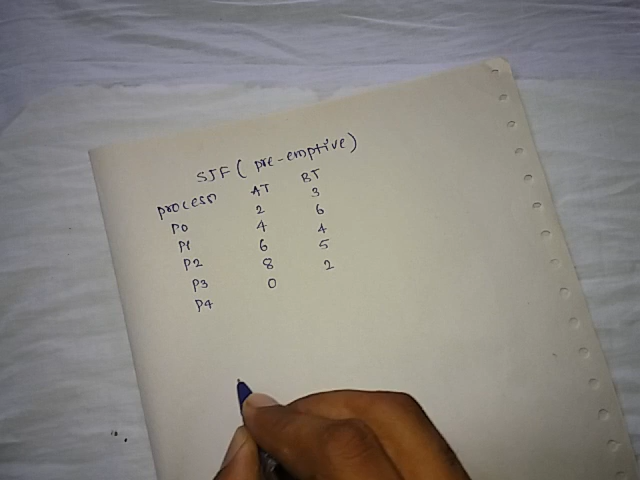 SJF (pre-emptive)
process AT BT
P0 2 3
P1 4 6
P2 6 4
P3 8 5
P4 0 2